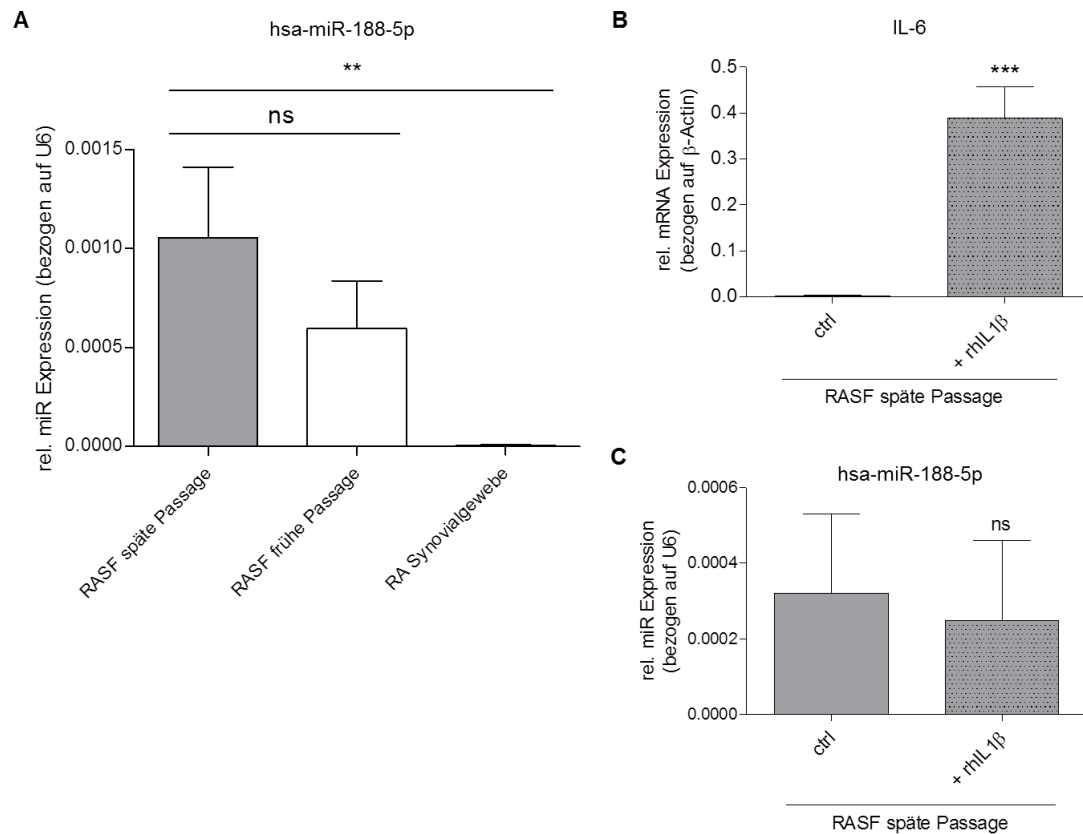 A
hsa-miR-188-5p
**
ns
rel. miR Expression (bezogen auf U6)
0.0015
0.0010
0.0005
0.0000
RASF späte Passage
RASF frühe Passage
RA Synovialgewebe
B
IL-6
***
rel. mRNA Expression
(bezogen auf β-Actin)
0.5
0.4
0.3
0.2
0.1
0.0
ctrl
+ rhIL1β
RASF späte Passage
C
hsa-miR-188-5p
ns
rel. miR Expression
(bezogen auf U6)
0.0006
0.0004
0.0002
0.0000
ctrl
+ rhIL1β
RASF späte Passage